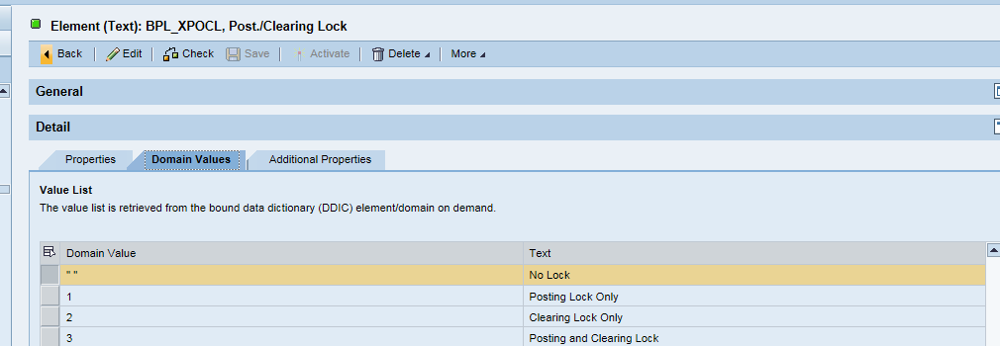 Element (Text): BPL_XPOCL, Post./Clearing Lock
Back Edit Check Save Activate Delete More
General
Detail
Properties Domain Values Additional Properties
Value List
The value list is retrieved from the bound data dictionary (DDIC) element/domain on demand.
Domain Value Text
" " No Lock
1 Posting Lock Only
2 Clearing Lock Only
3 Posting and Clearing Lock